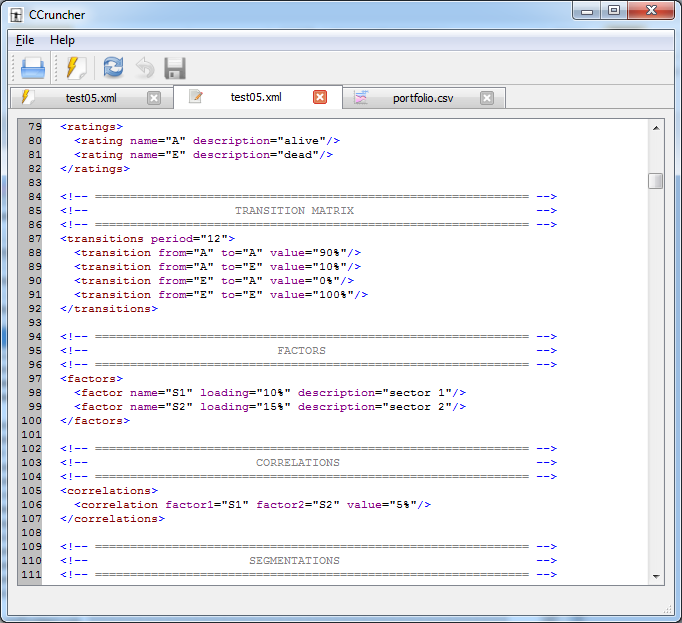 CCruncher
File Help
test05.xml test05.xml portfolio.csv
79 <ratings>
80 <rating name="A" description="alive"/>
81 <rating name="E" description="dead"/>
82 </ratings>
83
84 <!-- ============================================================== -->
85 <!-- TRANSITION MATRIX -->
86 <!-- ============================================================== -->
87 <transitions period="12">
88 <transition from="A" to="A" value="90%"/>
89 <transition from="A" to="E" value="10%"/>
90 <transition from="E" to="A" value="0%"/>
91 <transition from="E" to="E" value="100%"/>
92 </transitions>
93
94 <!-- ============================================================== -->
95 <!-- FACTORS -->
96 <!-- ============================================================== -->
97 <factors>
98 <factor name="S1" loading="10%" description="sector 1"/>
99 <factor name="S2" loading="15%" description="sector 2"/>
100 </factors>
101
102 <!-- ============================================================== -->
103 <!-- CORRELATIONS -->
104 <!-- ============================================================== -->
105 <correlations>
106 <correlation factor1="S1" factor2="S2" value="5%"/>
107 </correlations>
108
109 <!-- ============================================================== -->
110 <!-- SEGMENTATIONS -->
111 <!-- ============================================================== -->